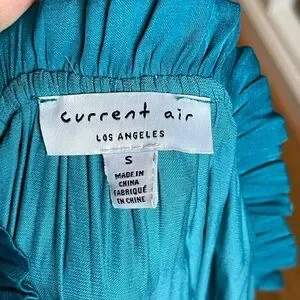 current air
LOS ANGELES
S
MADE IN
CHINA
FABRIQUÉ
EN CHINE